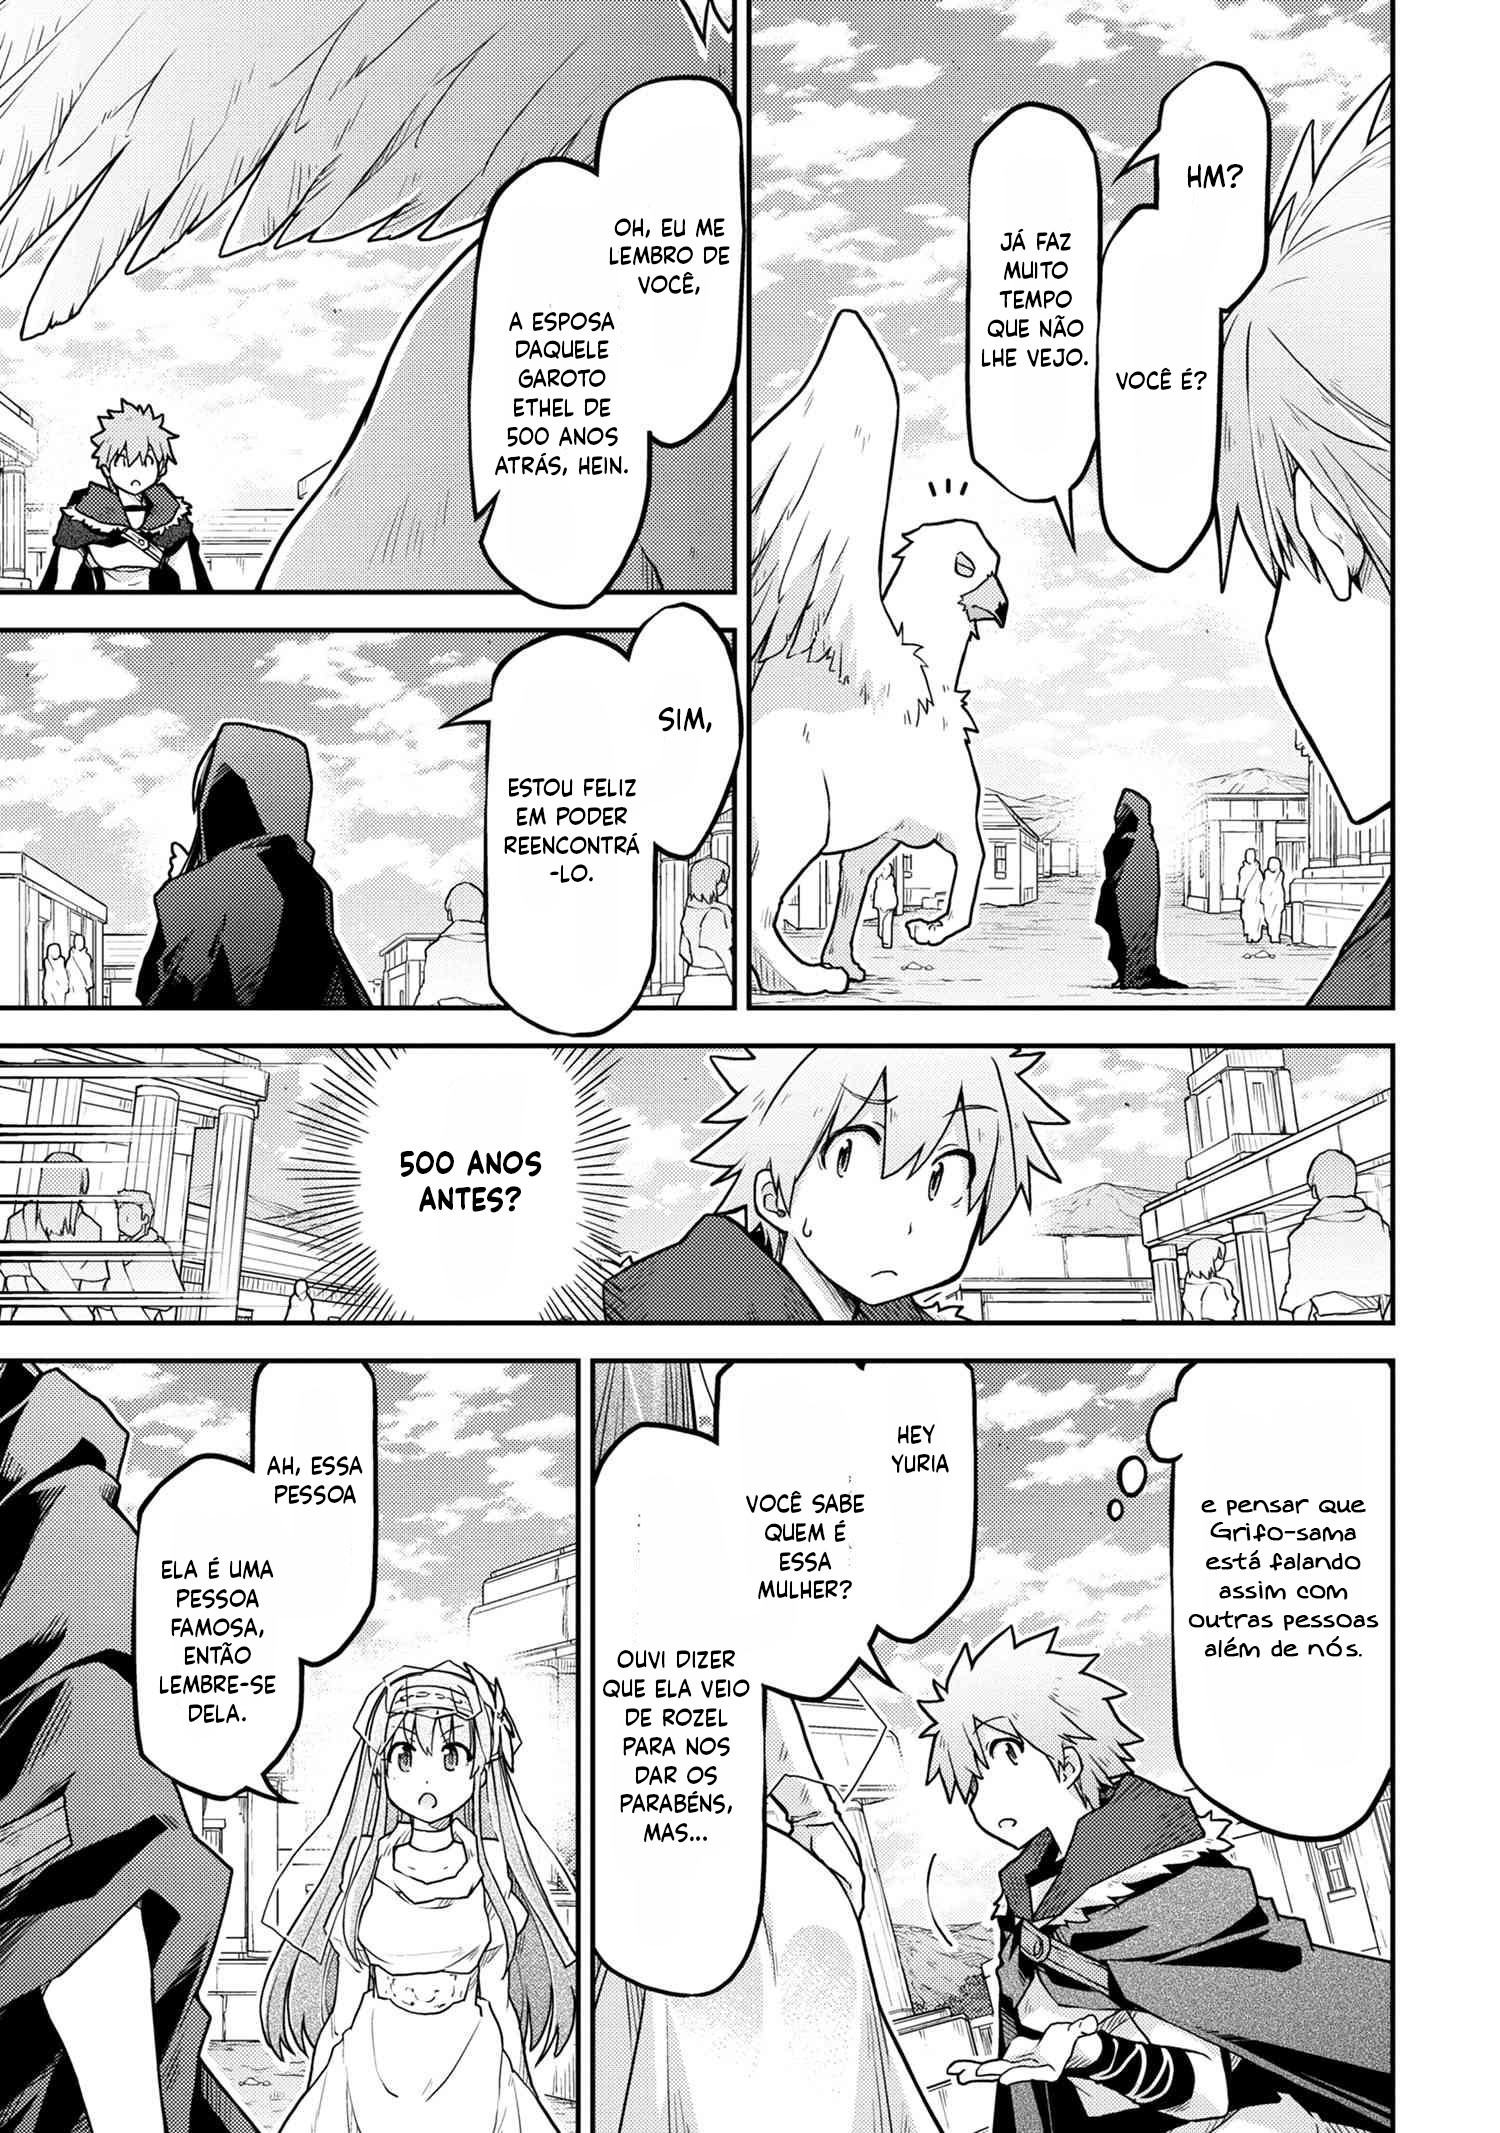 HM?
VOCÊ É?
JÁ FAZ
MUITO
TEMPO
QUE NÃO
LHE VEJO.
OH, EU ME
LEMBRO DE
VOCÊ,
A ESPOSA
DAQUELE
GAROTO
ETHEL DE
500 ANOS
ATRÁS, HEIN.
SIM,
ESTOU FELIZ
EM PODER
REENCONTRÁ
-LO.
500 ANOS
ANTES?
e pensar que
Grifo-sama
está falando
assim com
outras pessoas
além de nós.
HEY
YURIA
VOCÊ SABE
QUEM É
ESSA
MULHER?
OUVI DIZER
QUE ELA VEIO
DE ROZEL
PARA NOS
DAR OS
PARABÉNS,
MAS...
AH, ESSA
PESSOA
ELA É UMA
PESSOA
FAMOSA,
ENTÃO
LEMBRE-SE
DELA.